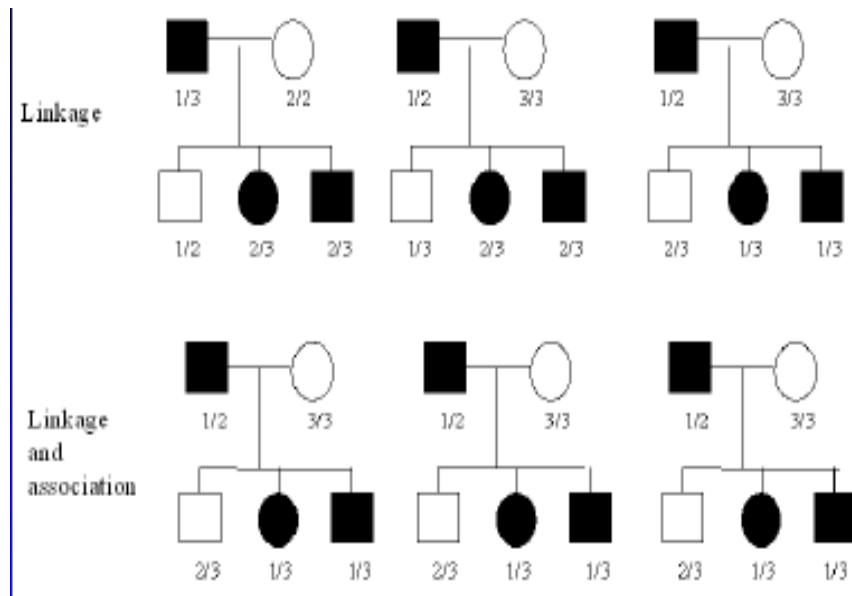 1/3 2/2 1/2 3/3 1/2 3/3
Linkage
1/2 2/3 2/3 1/3 2/3 2/3 2/3 1/3 1/3
1/2 3/3 1/2 3/3 1/2 3/3
Linkage
and
association
2/3 1/3 1/3 2/3 1/3 1/3 2/3 1/3 1/3